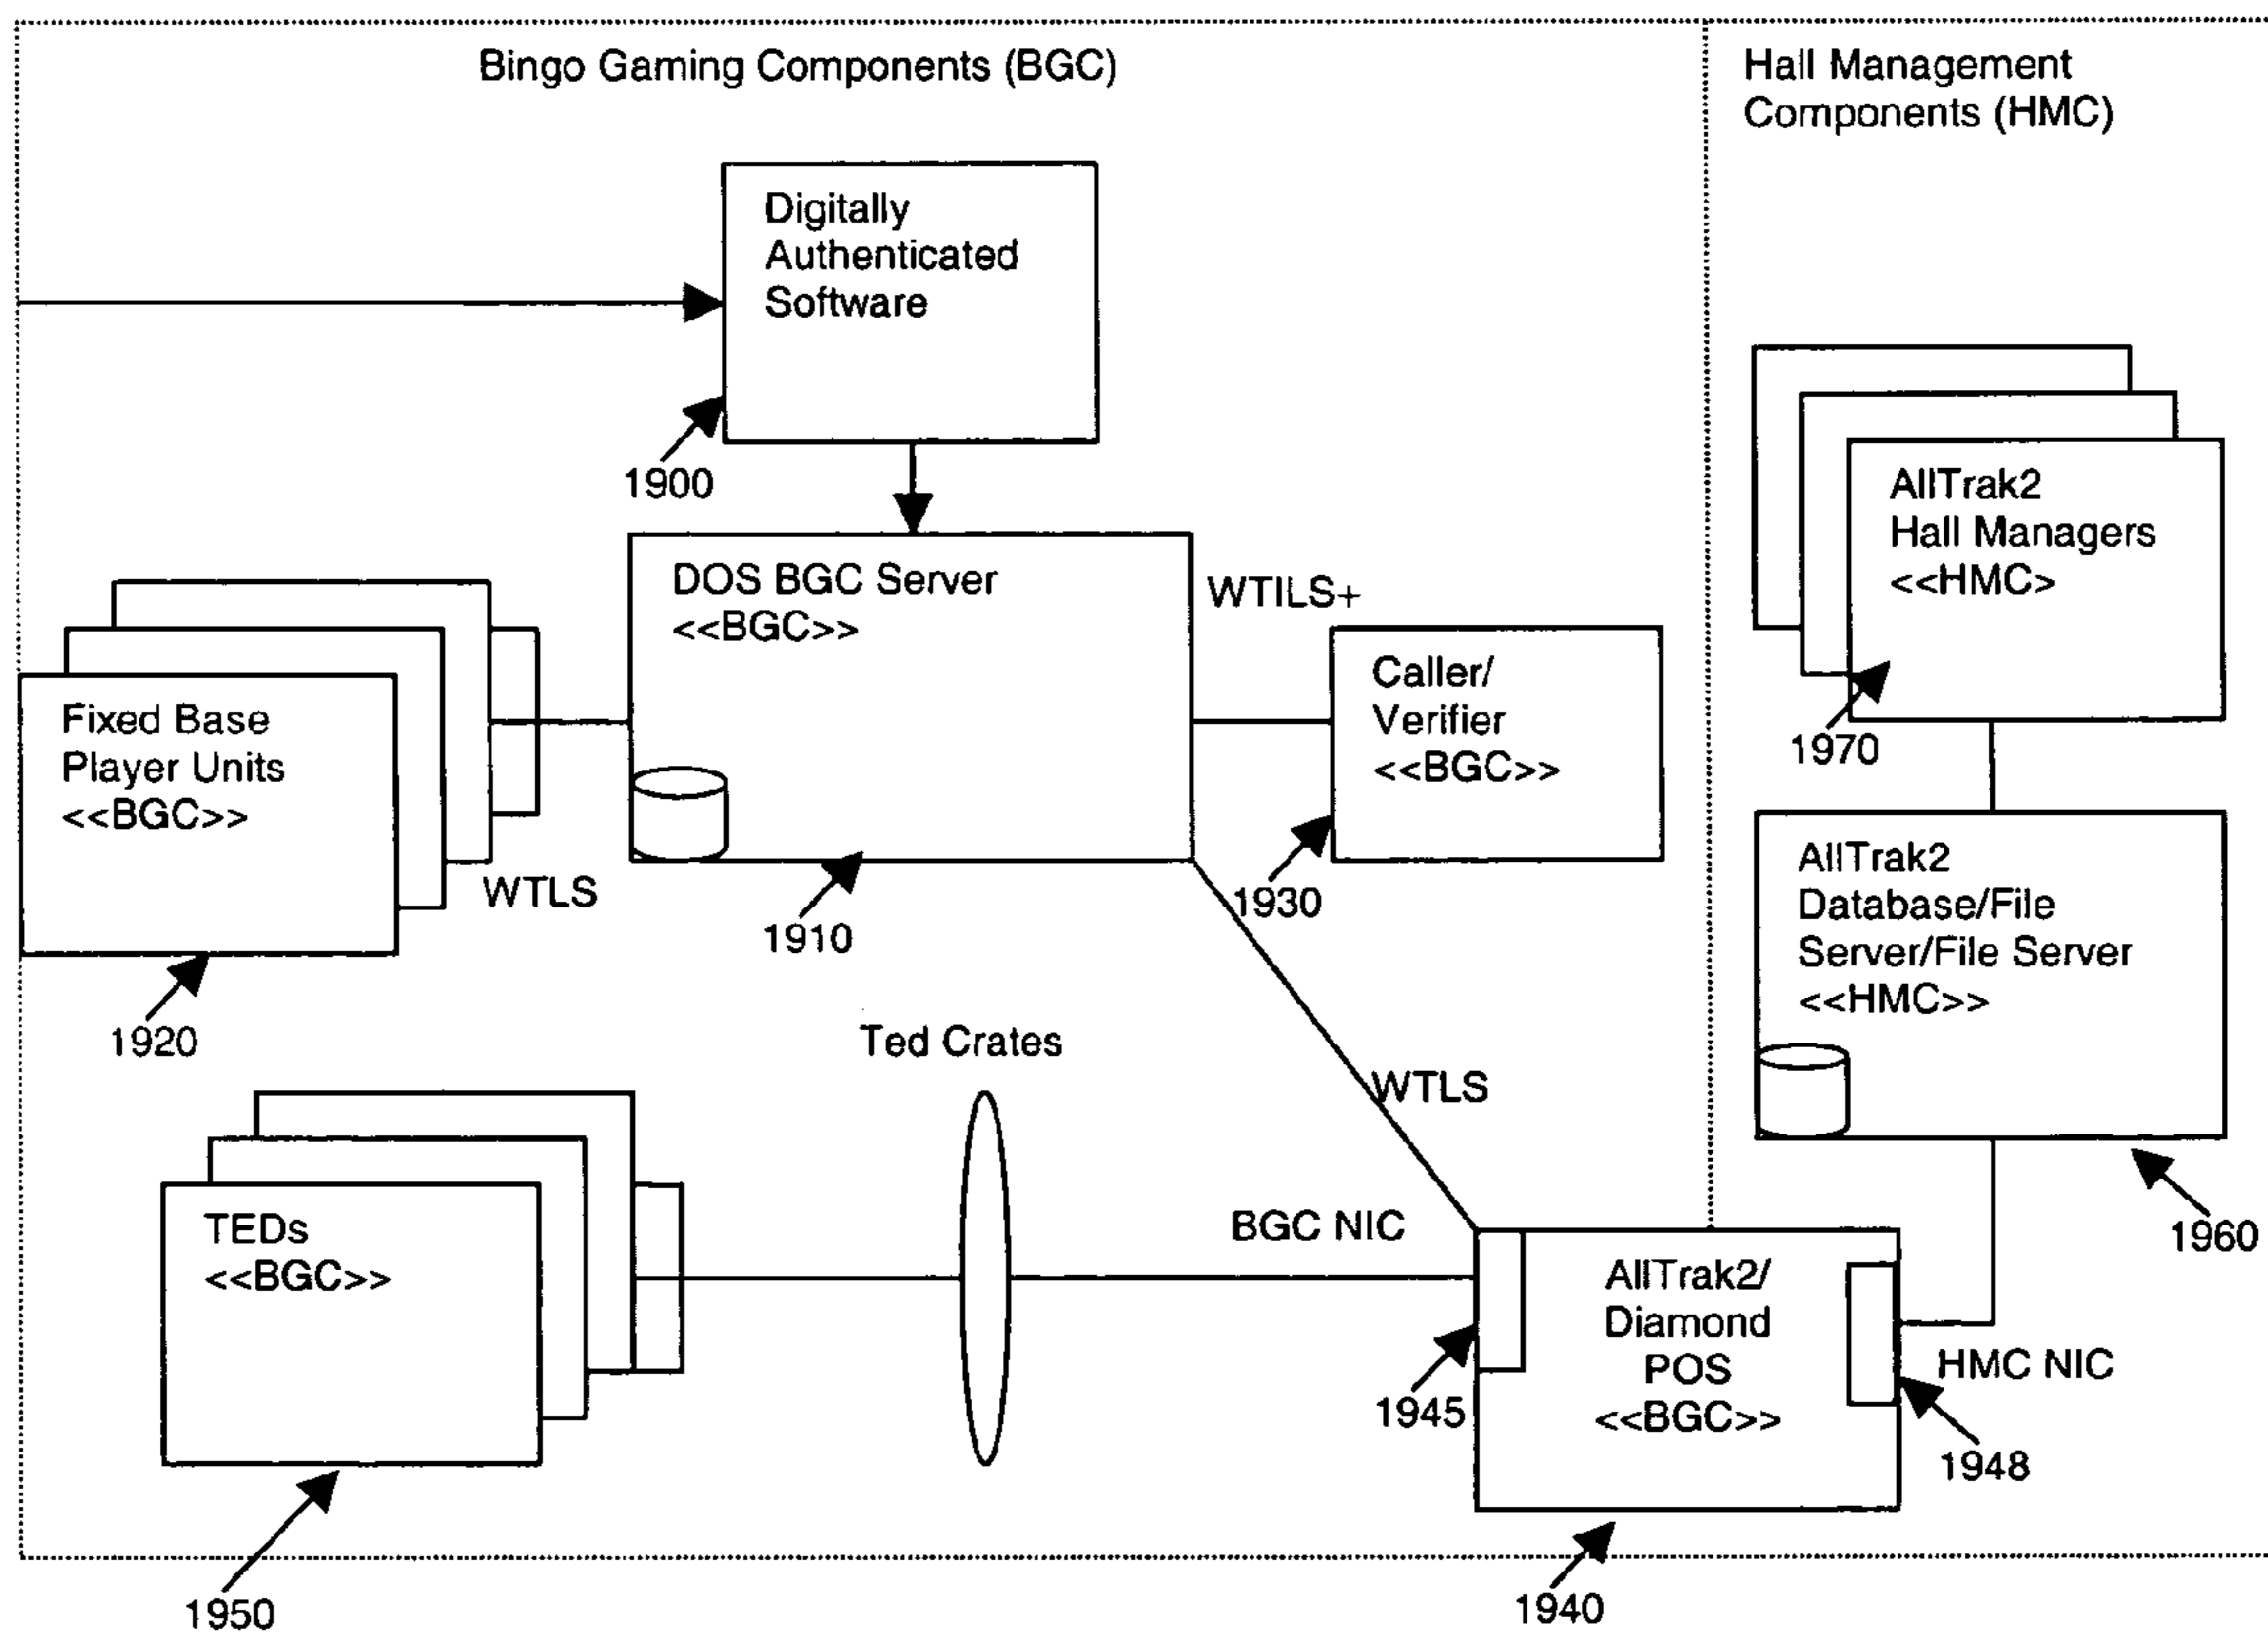 Bingo Gaming Components (BGC)
Hall Management
Components (HMC)
Digitally
Authenticated
Software
1900
AllTrak2
Hall Managers
<<HMC>
1970
DOS BGC Server
<<BGC>>
WTILS+
Caller/
Verifier
<<BGC>>
1930
Fixed Base
Player Units
<<BGC>>
WTLS
1910
1920
AllTrak2
Database/File
Server/File Server
<<HMC>>
1960
Ted Crates
WTLS
TEDs
<<BGC>>
1950
BGC NIC
1945
AllTrak2/
Diamond
POS
<<BGC>>
HMC NIC
1948
1940